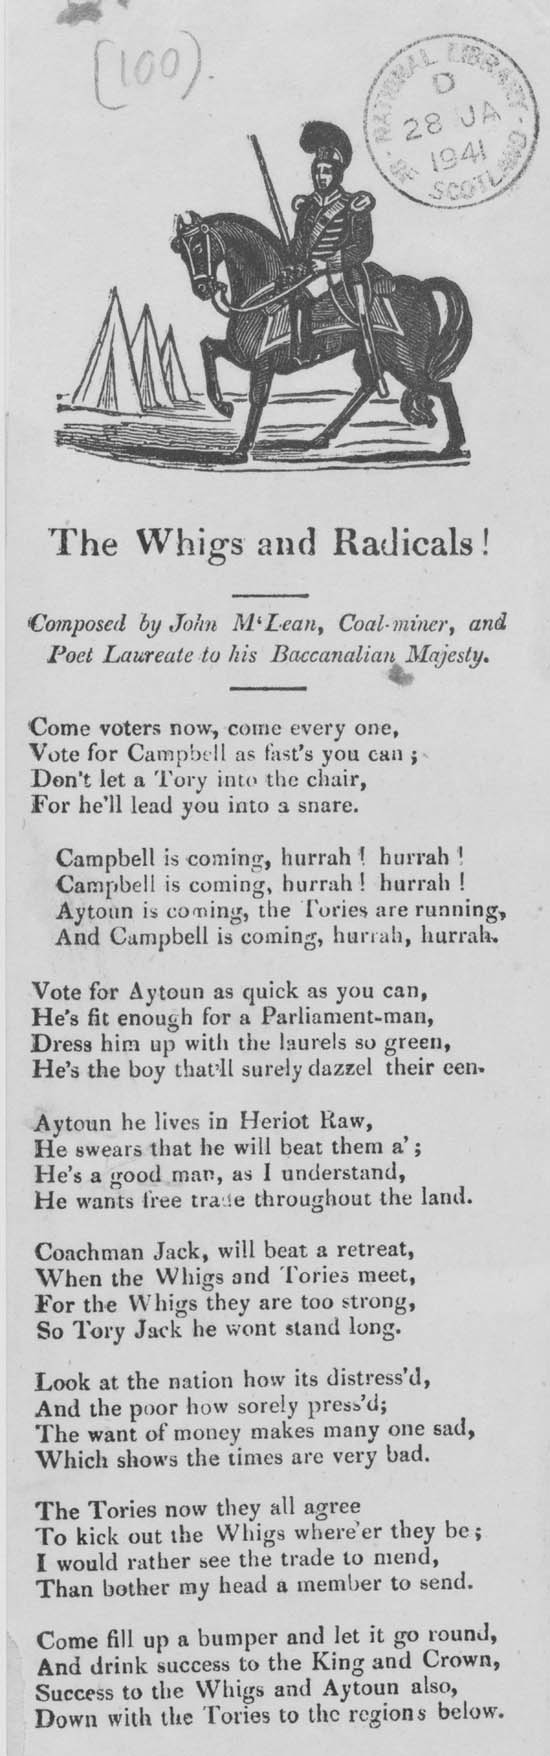 (100).
NATIONAL LIBRARY
D
28 JA
1941
OF SCOTLAND
The Whigs and Radicals!
Composed by John M'Lean, Coal-miner, and
Poet Laureate to his Baccanalian Majesty.
Come voters now, come every one,
Vote for Campbell as fast's you can;
Don't let a Tory into the chair,
For he'll lead you into a snare.
Campbell is coming, hurrah! hurrah!
Campbell is coming, hurrah! hurrah!
Aytoun is coming, the Tories are running,
And Campbell is coming, hurrah, hurrah.
Vote for Aytoun as quick as you can,
He's fit enough for a Parliament-man,
Dress him up with the laurels so green,
He's the boy that'll surely dazzel their een.
Aytoun he lives in Heriot Raw,
He swears that he will beat them a';
He's a good man, as I understand,
He wants free trade throughout the land.
Coachman Jack, will beat a retreat,
When the Whigs and Tories meet,
For the Whigs they are too strong,
So Tory Jack he wont stand long.
Look at the nation how its distress'd,
And the poor how sorely press'd;
The want of money makes many one sad,
Which shows the times are very bad.
The Tories now they all agree
To kick out the Whigs where'er they be;
I would rather see the trade to mend,
Than bother my head a member to send.
Come fill up a bumper and let it go round,
And drink success to the King and Crown,
Success to the Whigs and Aytoun also,
Down with the Tories to the regions below.